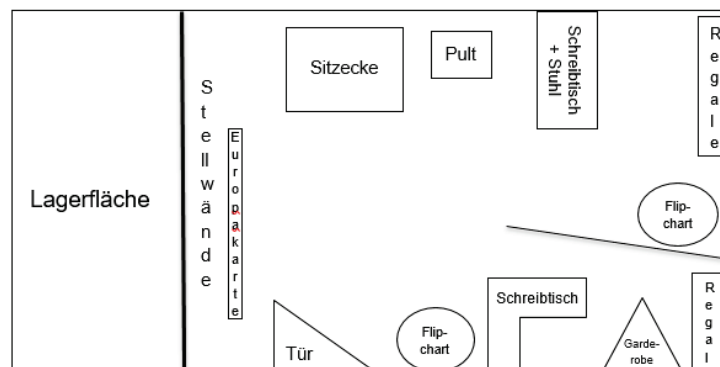 Lagerfläche
Stellwände
Europakarte
Sitzecke
Pult
Schreibtisch
+ Stuhl
Regale
Flip-
chart
Tür
Flip-
chart
Schreibtisch
Garde-
robe
Regal